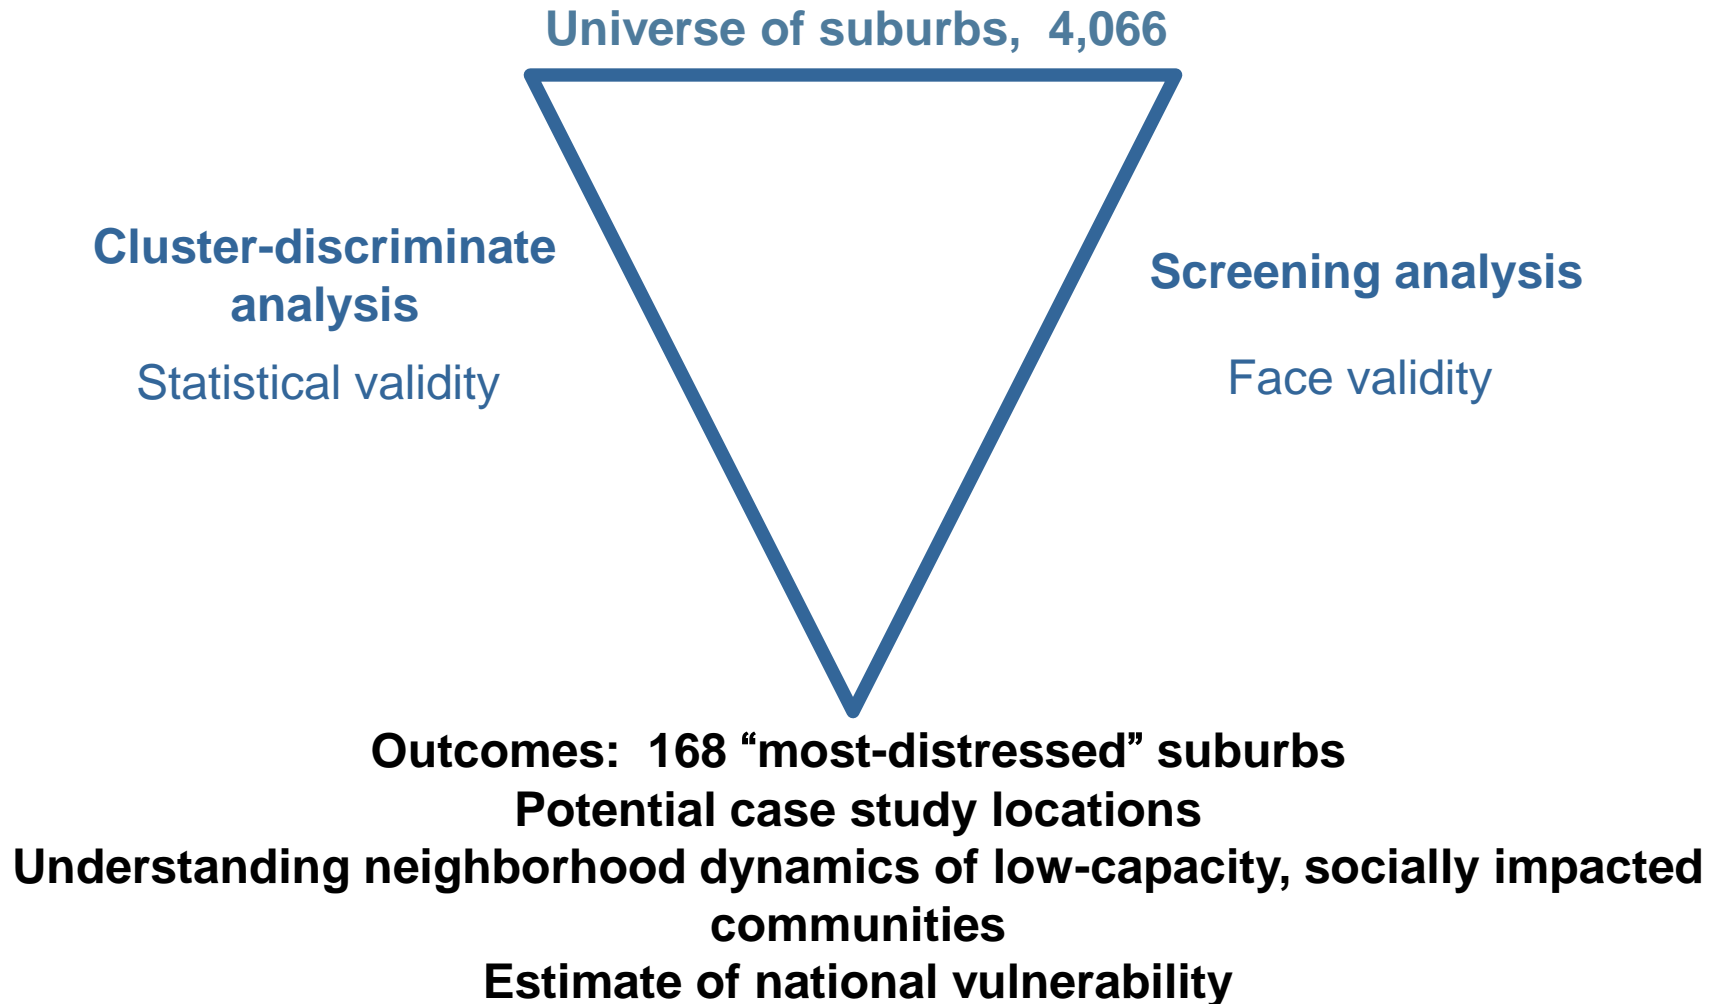 Universe of suburbs,  4,066
Cluster-discriminate
analysis
Statistical validity
Screening analysis
Face validity
Outcomes:  168 “most-distressed” suburbs
Potential case study locations
Understanding neighborhood dynamics of low-capacity, socially impacted
communities
Estimate of national vulnerability